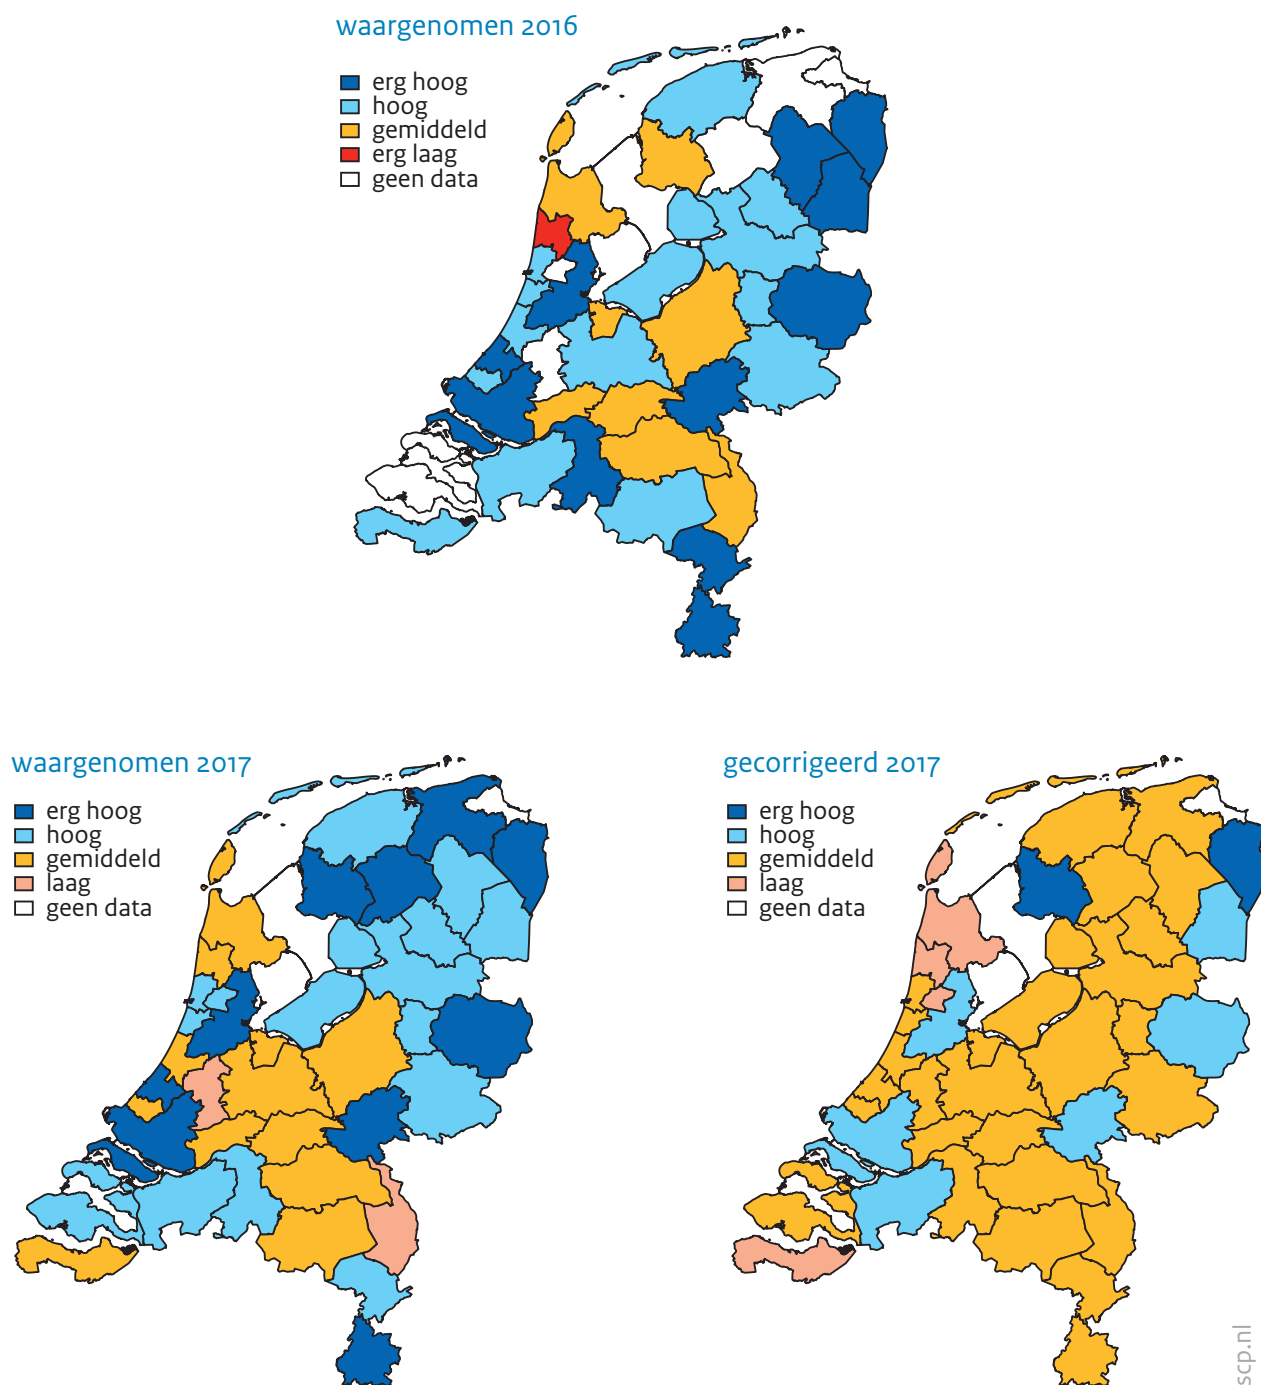 waargenomen 2016
erg hoog
hoog
gemiddeld
erg laag
geen data
waargenomen 2017
erg hoog
hoog
gemiddeld
laag
geen data
gecorrigeerd 2017
erg hoog
hoog
gemiddeld
laag
geen data
scp.nl